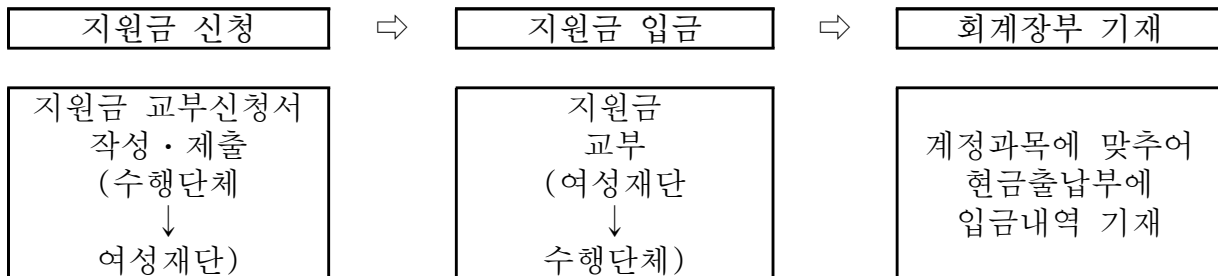 지원금 신청 ⇨ 지원금 입금 ⇨ 회계장부 기재
지원금 교부신청서
작성・제출
(수행단체
↓
여성재단)
지원금
교부
(여성재단
↓
수행단체)
계정과목에 맞추어
현금출납부에
입금내역 기재